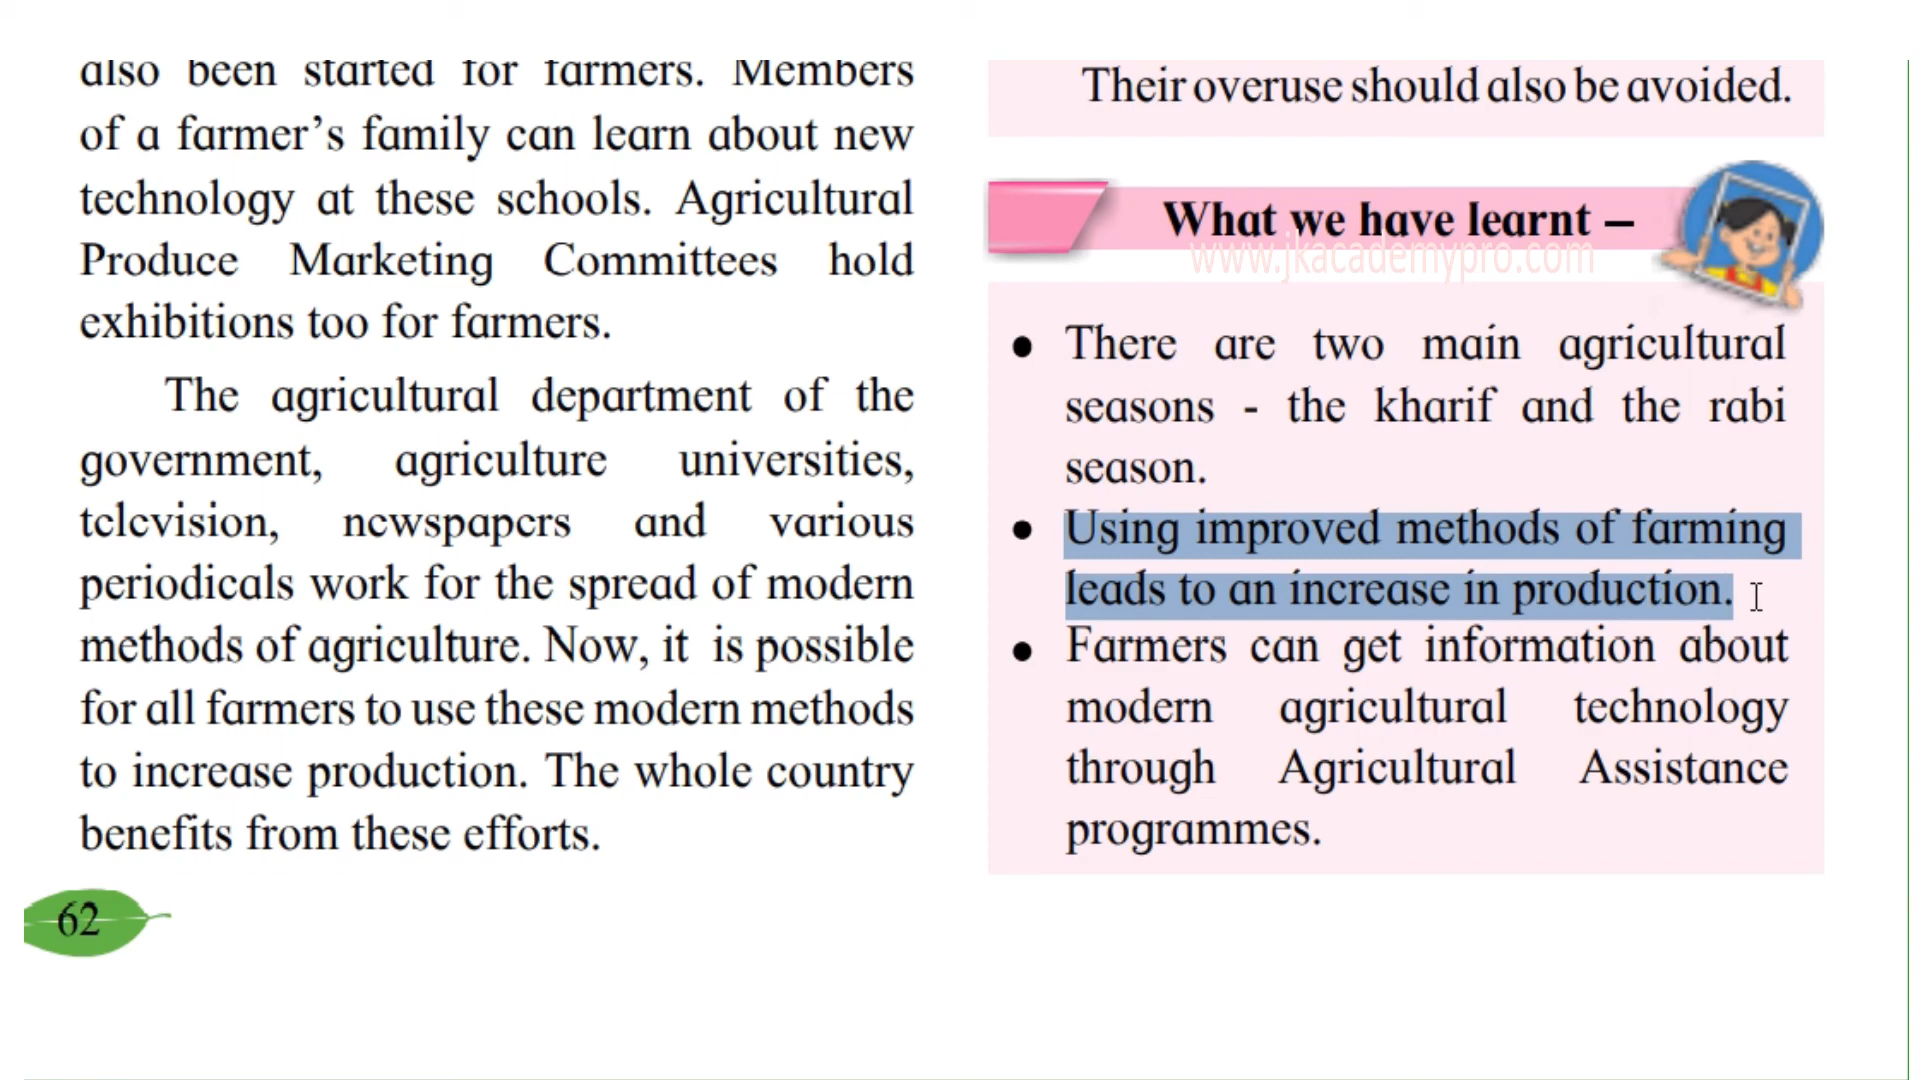 also been started for farmers. Members
of a farmer’s family can learn about new
technology at these schools. Agricultural
Produce Marketing Committees hold
exhibitions too for farmers.
The agricultural department of the
government, agriculture universities,
television, newspapers and various
periodicals work for the spread of modern
methods of agriculture. Now, it is possible
for all farmers to use these modern methods
to increase production. The whole country
benefits from these efforts.
62
Their overuse should also be avoided.
What we have learnt –
www.jkacademypro.com
● There are two main agricultural
seasons - the kharif and the rabi
season.
● Using improved methods of farming
leads to an increase in production.
● Farmers can get information about
modern agricultural technology
through Agricultural Assistance
programmes.